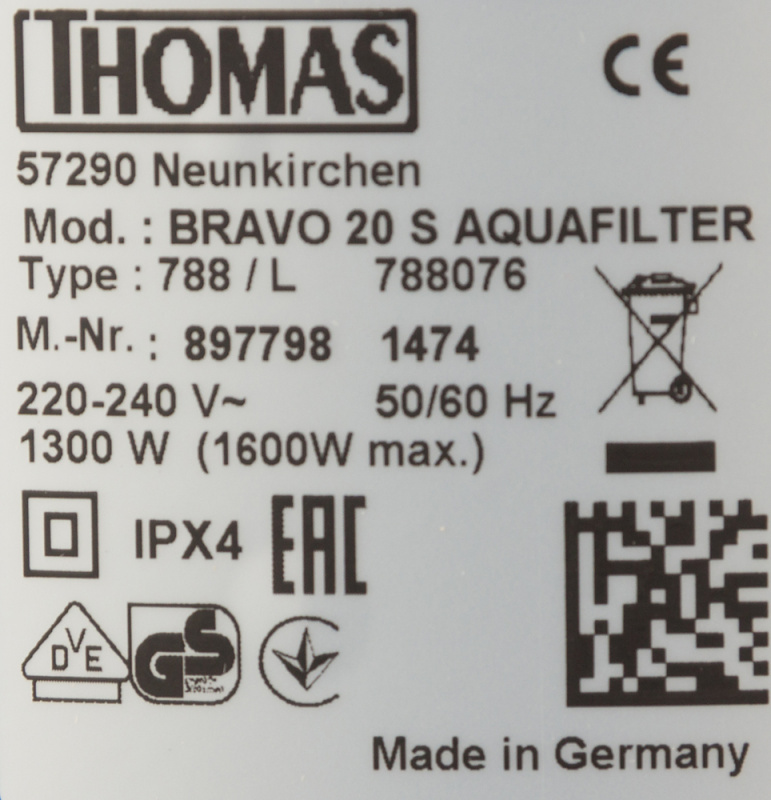 THOMAS
CE
57290 Neunkirchen
Mod. : BRAVO 20 S AQUAFILTER
Type : 788 / L 788076
M.-Nr. : 897798 1474
220-240 V~ 50/60 Hz
1300 W (1600W max.)
IPX4 EAC
DVE GS
Made in Germany